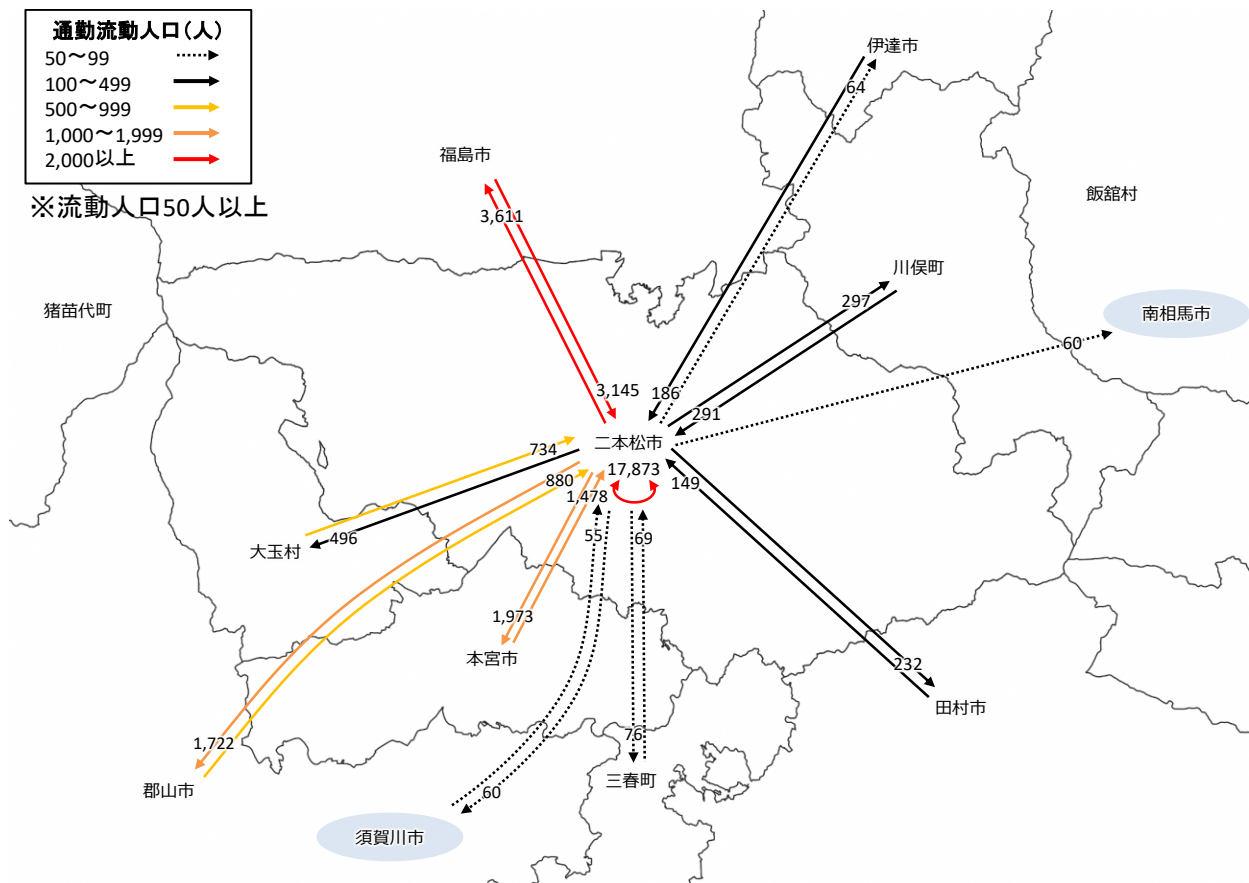 通勤流動人口(人)
50～99
100～499
500～999
1,000～1,999
2,000以上
※流動人口50人以上
伊達市
64
福島市
3,611
飯舘村
川俣町
297
猪苗代町
南相馬市
60
3,145
186
291
二本松市
734
17,873
149
880
1,478
496
55
69
大玉村
1,973
本宮市
232
田村市
1,722
76
三春町
郡山市
60
須賀川市